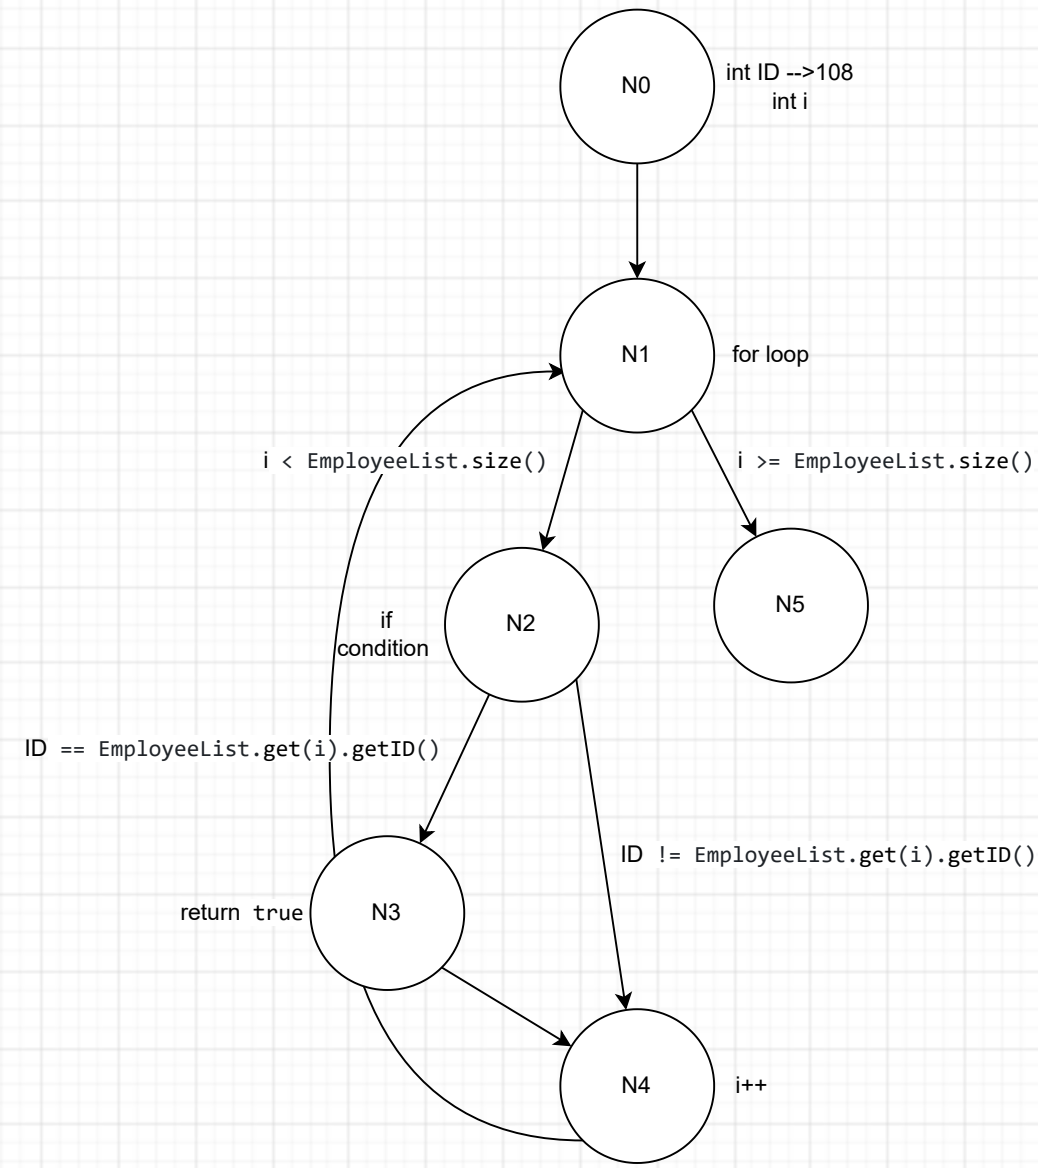 N0
int ID -->108
int i
N1
for loop
i < EmployeeList.size()
i >= EmployeeList.size()
N2
N5
if
condition
ID == EmployeeList.get(i).getID()
ID != EmployeeList.get(i).getID()
return true
N3
N4
i++